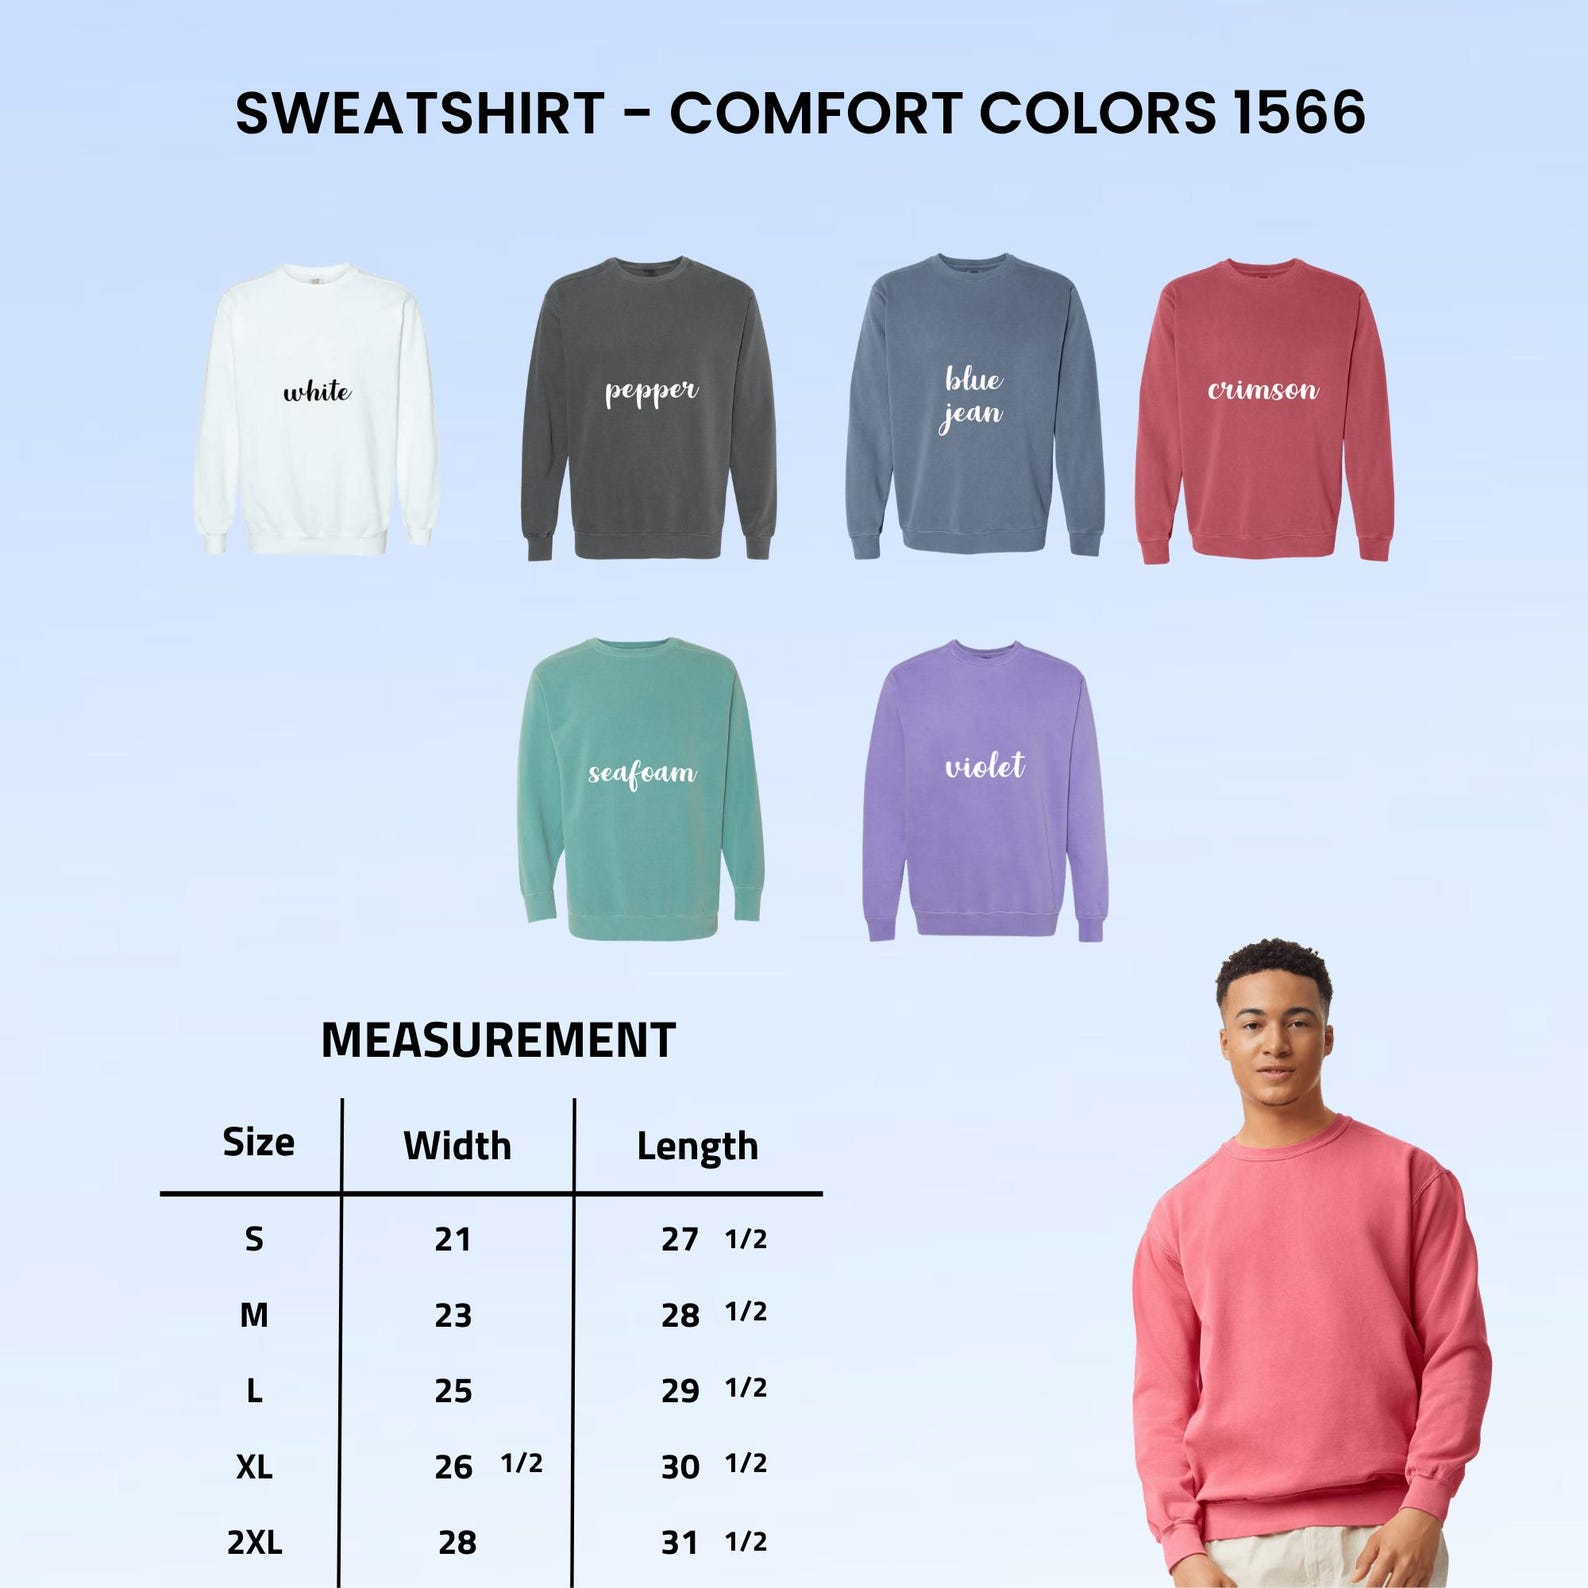 SWEATSHIRT - COMFORT COLORS 1566
white
pepper
blue
jean
crimson
seafoam
violet
MEASUREMENT
Size Width Length
S 21 27 1/2
M 23 28 1/2
L 25 29 1/2
XL 26 1/2 30 1/2
2XL 28 31 1/2